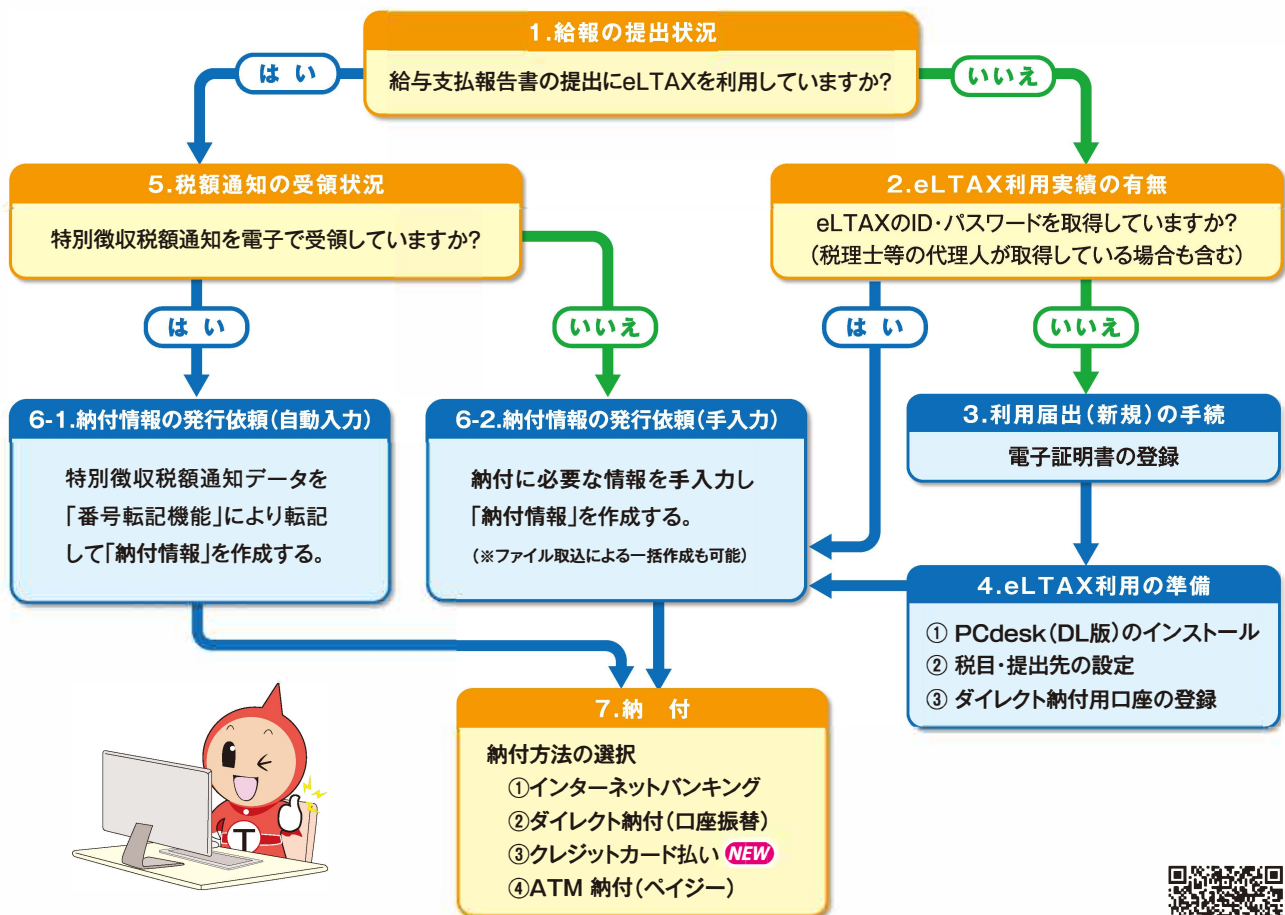 1.給報の提出状況
給与支払報告書の提出にeLTAXを利用していますか?
はい
いいえ
5.税額通知の受領状況
特別徴収税額通知を電子で受領していますか?
2.eLTAX利用実績の有無
eLTAXのID・パスワードを取得していますか?
(税理士等の代理人が取得している場合も含む)
はい
いいえ
はい
いいえ
6-1.納付情報の発行依頼(自動入力)
特別徴収税額通知データを
「番号転記機能」により転記
して「納付情報」を作成する。
6-2.納付情報の発行依頼(手入力)
納付に必要な情報を手入力し
「納付情報」を作成する。
(※ファイル取込による一括作成も可能)
3.利用届出(新規)の手続
電子証明書の登録
4.eLTAX利用の準備
① PCdesk(DL版)のインストール
② 税目・提出先の設定
③ ダイレクト納付用口座の登録
7.納　付
納付方法の選択
①インターネットバンキング
②ダイレクト納付(口座振替)
③クレジットカード払い NEW
④ATM 納付(ペイジー)
T